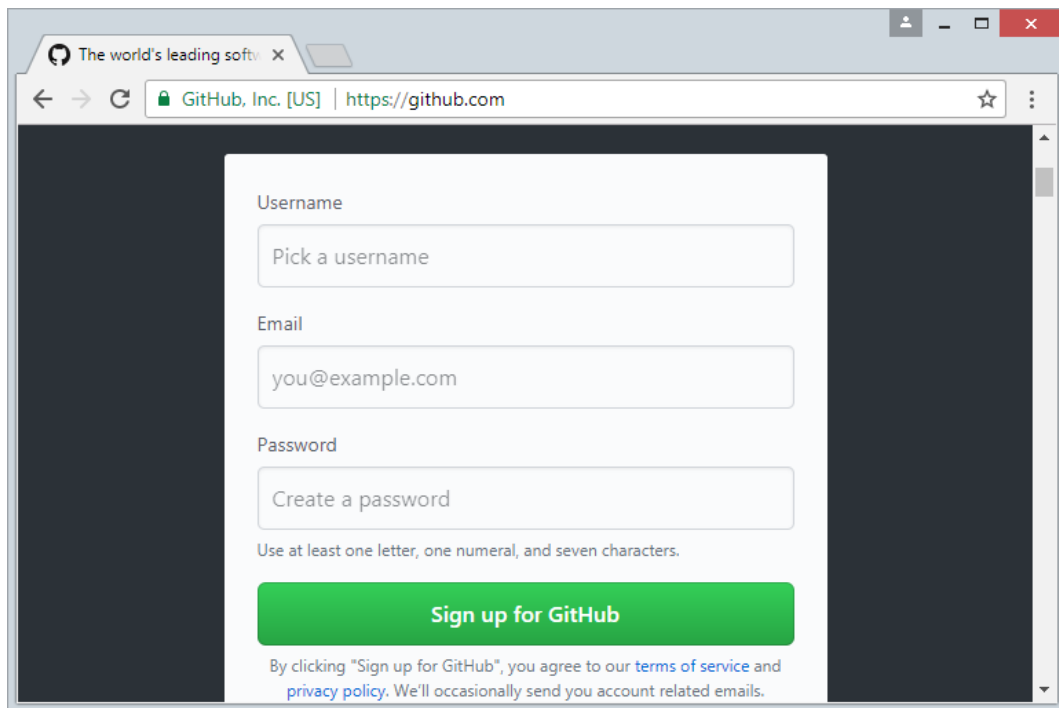 The world's leading softw
GitHub, Inc. [US] | https://github.com
Username
Pick a username
Email
you@example.com
Password
Create a password
Use at least one letter, one numeral, and seven characters.
Sign up for GitHub
By clicking "Sign up for GitHub", you agree to our terms of service and
privacy policy. We'll occasionally send you account related emails.